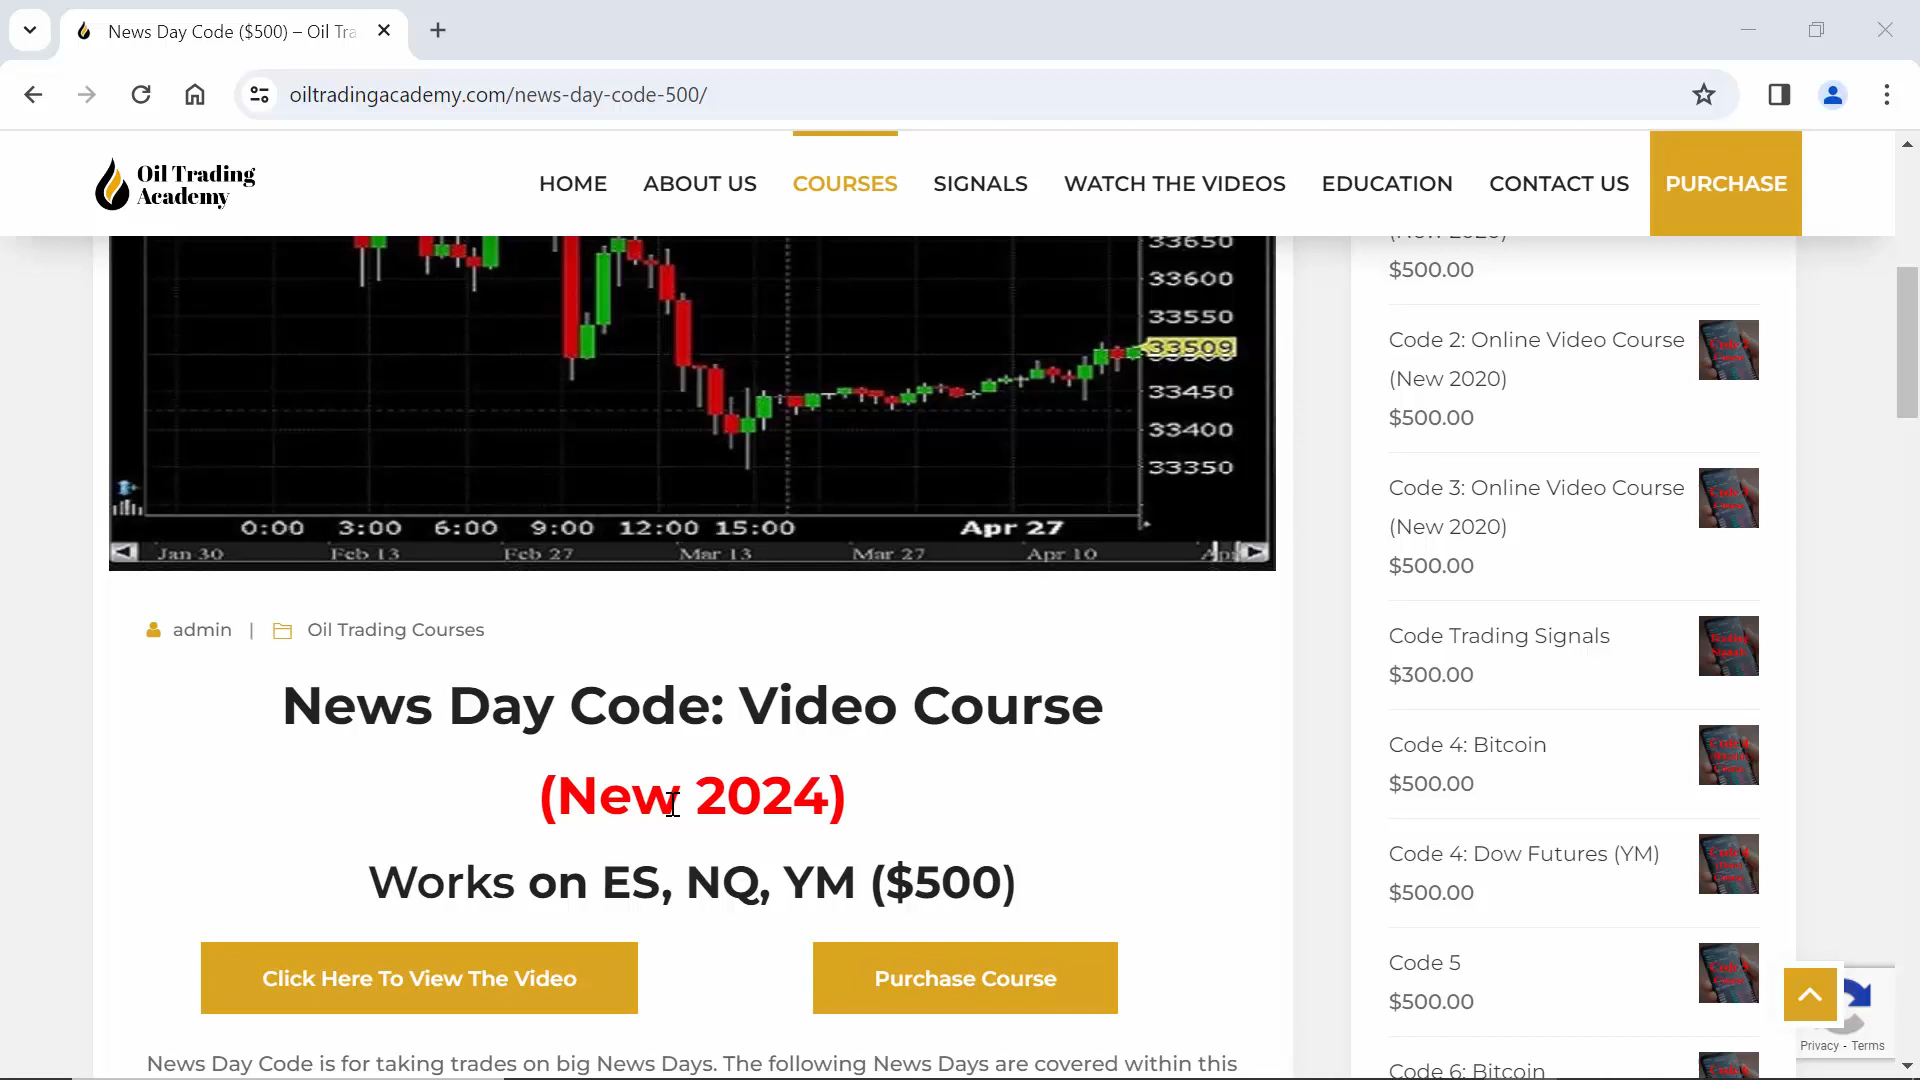 News Day Code ($500) – Oil Tra
oiltradingacademy.com/news-day-code-500/
Oil Trading
Academy
HOME
ABOUT US
COURSES
SIGNALS
WATCH THE VIDEOS
EDUCATION
CONTACT US
PURCHASE
33650
33600
33550
33509
33450
33400
33350
0:00 3:00 6:00 9:00 12:00 15:00 Apr 27
Jan 30 Feb 13 Feb 27 Mar 13 Mar 27 Apr 10
admin | Oil Trading Courses
News Day Code: Video Course
(New 2024)
Works on ES, NQ, YM ($500)
Click Here To View The Video
Purchase Course
News Day Code is for taking trades on big News Days. The following News Days are covered within this
(New 2020)
$500.00
Code 2: Online Video Course
(New 2020)
$500.00
Code 3: Online Video Course
(New 2020)
$500.00
Code Trading Signals
$300.00
Code 4: Bitcoin
$500.00
Code 4: Dow Futures (YM)
$500.00
Code 5
$500.00
Code 6: Bitcoin
Privacy - Terms